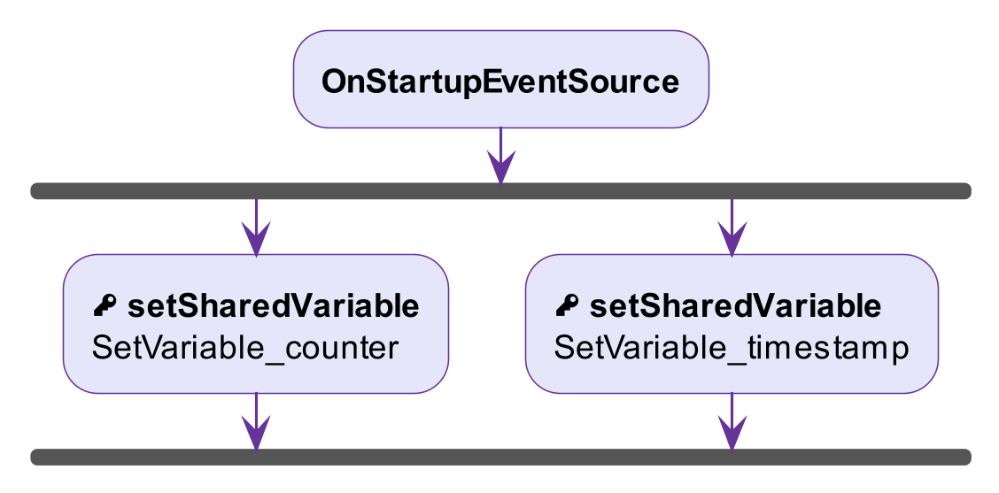 OnStartupEventSource
setSharedVariable
SetVariable_counter
setSharedVariable
SetVariable_timestamp